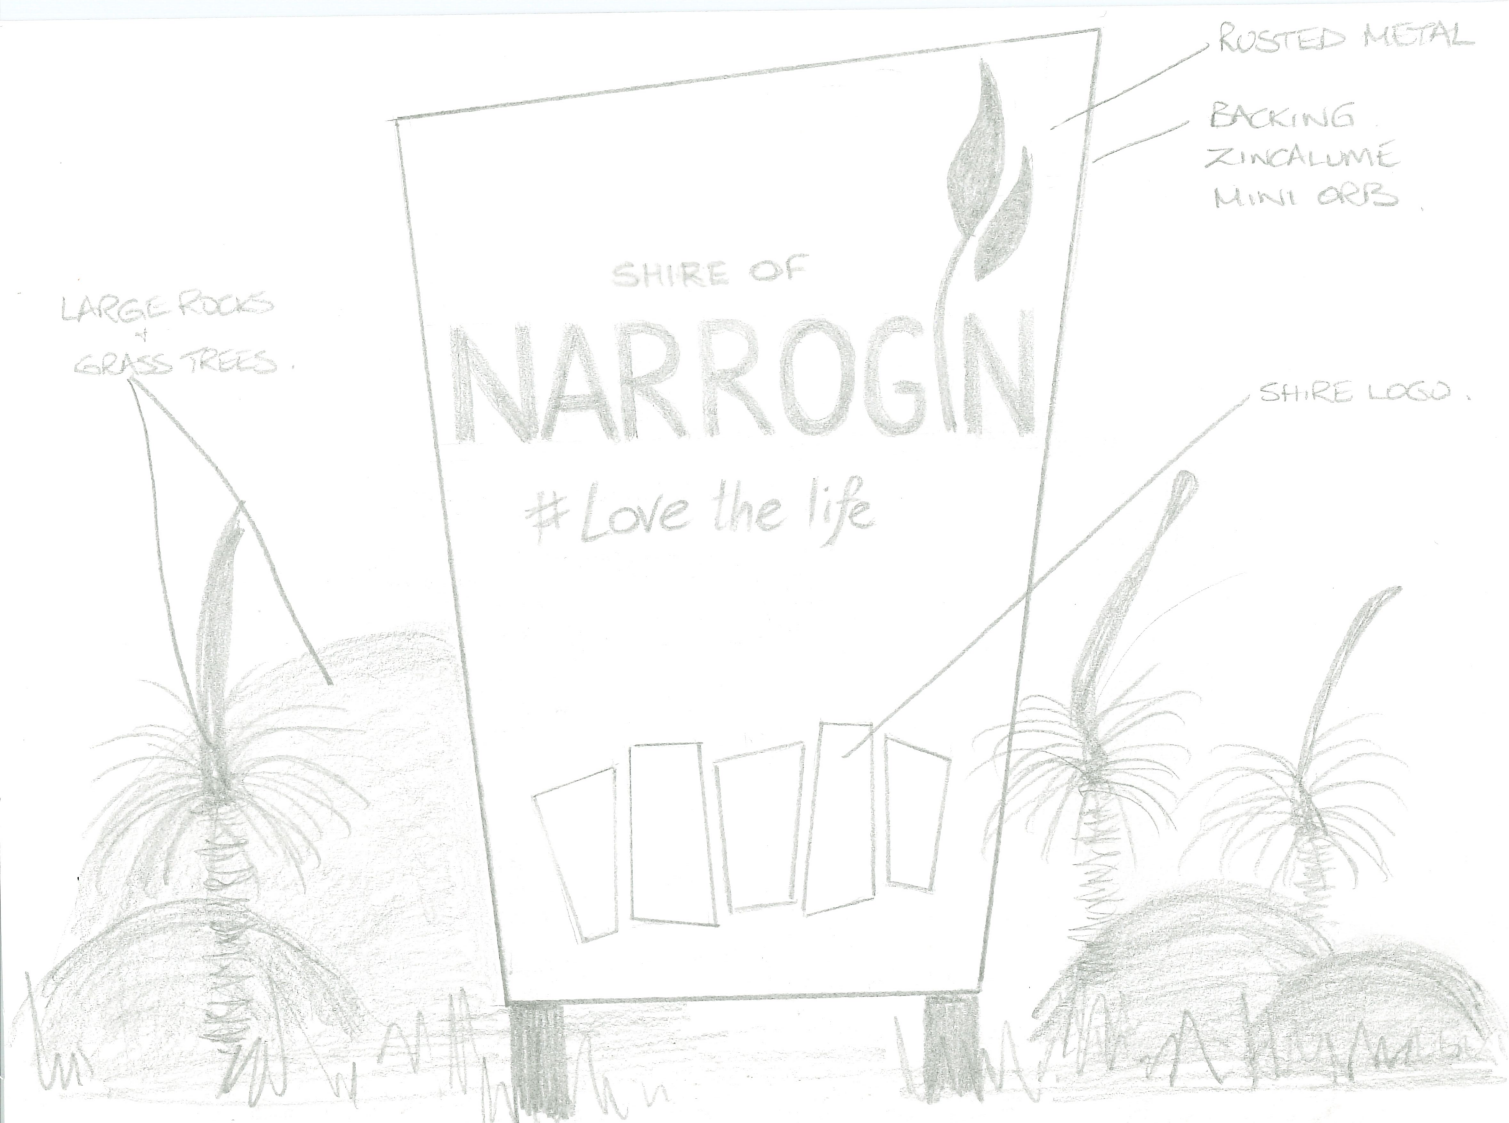 RUSTED METAL
BACKING
ZINCALUME
MINI ORB.
SHIRE OF
NARROGIN
#Love the life
LARGE ROCKS
+
GRASS TREES.
SHIRE LOGO.